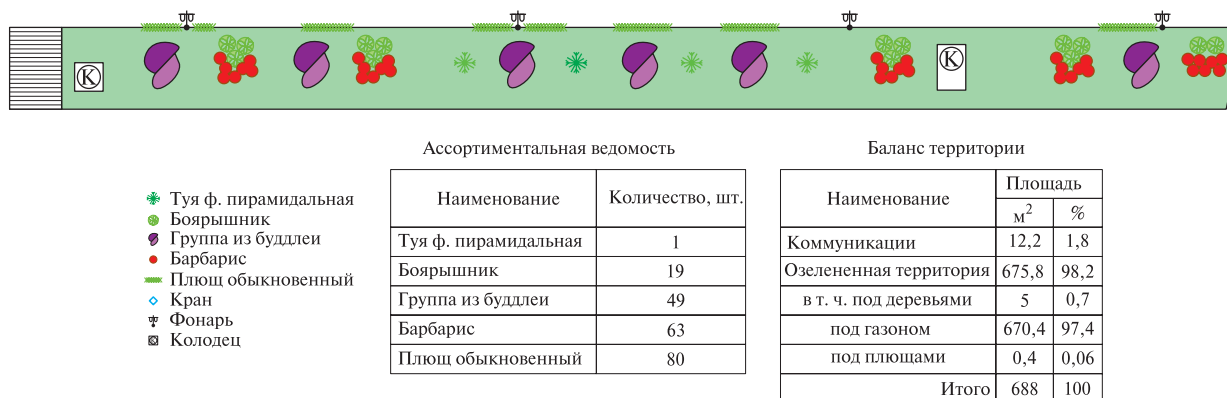 К
К
Ассортиментальная ведомость
Наименование Количество, шт.
Туя ф. пирамидальная 1
Боярышник 19
Группа из буддлеи 49
Барбарис 63
Плющ обыкновенный 80
Баланс территории
Наименование Площадь
м² %
Коммуникации 12,2 1,8
Озелененная территория 675,8 98,2
в т. ч. под деревьями 5 0,7
под газоном 670,4 97,4
под плющами 0,4 0,06
Итого 688 100
Туя ф. пирамидальная
Боярышник
Группа из буддлеи
Барбарис
Плющ обыкновенный
Кран
Фонарь
Колодец